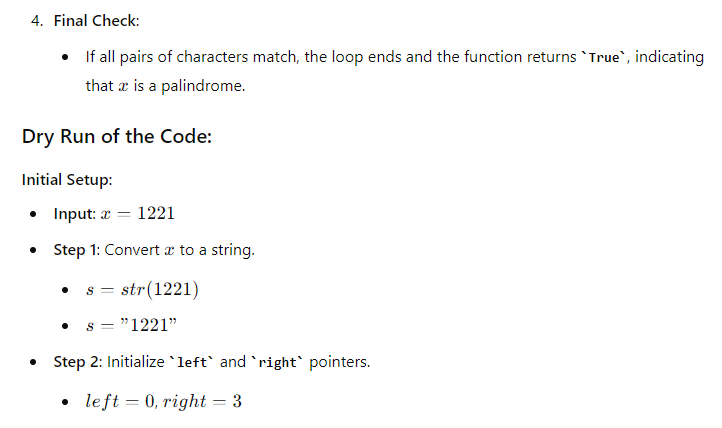 4. Final Check:
• If all pairs of characters match, the loop ends and the function returns `True`, indicating
that x is a palindrome.
Dry Run of the Code:
Initial Setup:
• Input: x = 1221
• Step 1: Convert x to a string.
• s = str(1221)
• s = ”1221”
• Step 2: Initialize `left` and `right` pointers.
• left = 0, right = 3